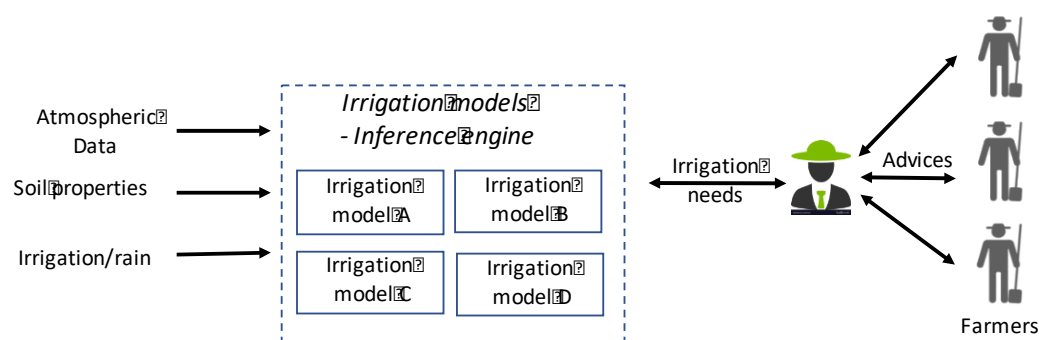 Atmospheric
Data
Soil properties
Irrigation/rain
Irrigation models
- Inference engine
Irrigation
model A
Irrigation
model B
Irrigation
model C
Irrigation
model D
Irrigation
needs
Advices
Farmers